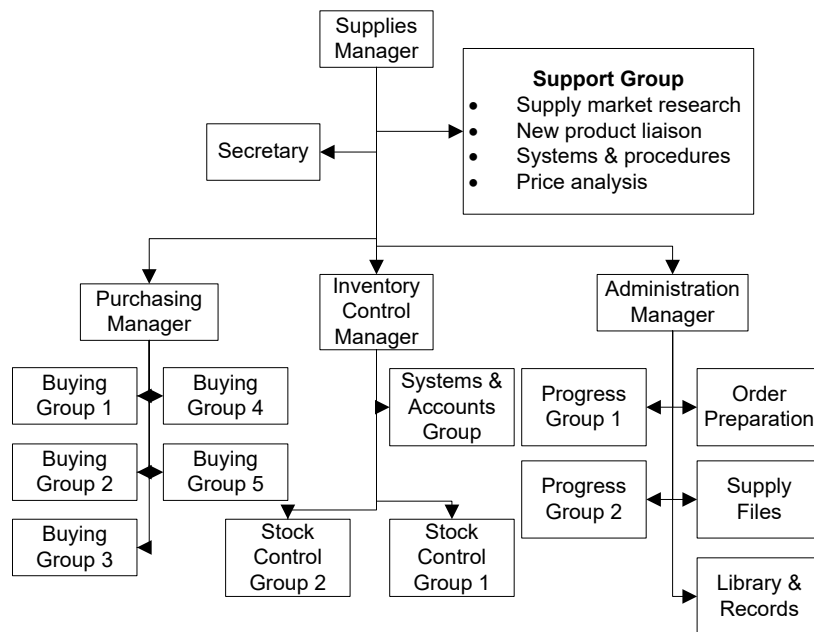 Supplies
Manager
Support Group
• Supply market research
• New product liaison
• Systems & procedures
• Price analysis
Secretary
Purchasing
Manager
Inventory
Control
Manager
Administration
Manager
Buying
Group 1
Buying
Group 4
Systems &
Accounts
Group
Progress
Group 1
Order
Preparation
Buying
Group 2
Buying
Group 5
Progress
Group 2
Supply
Files
Buying
Group 3
Stock
Control
Group 2
Stock
Control
Group 1
Library &
Records